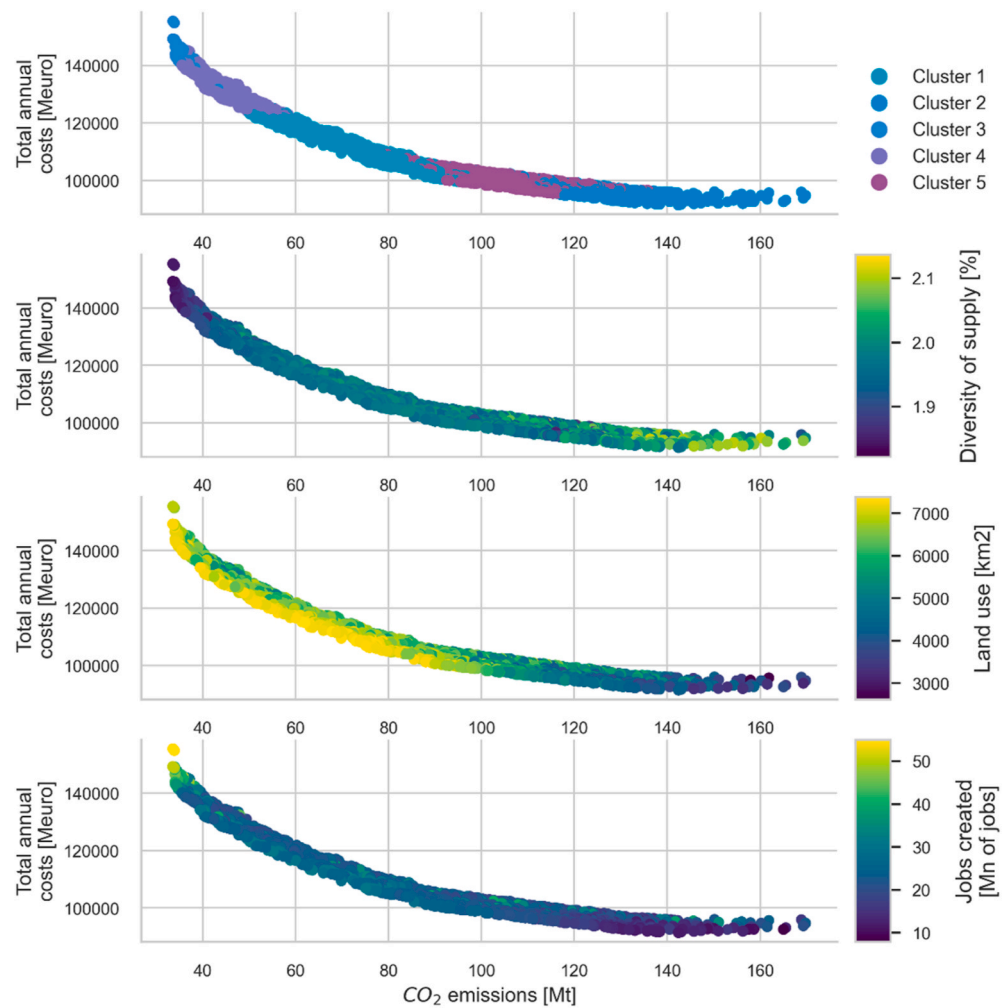 Total annual
costs [Meuro]
140000
120000
100000
40 60 80 100 120 140 160
Cluster 1
Cluster 2
Cluster 3
Cluster 4
Cluster 5
Total annual
costs [Meuro]
140000
120000
100000
40 60 80 100 120 140 160
2.1
2.0
1.9
Diversity of supply [%]
Total annual
costs [Meuro]
140000
120000
100000
40 60 80 100 120 140 160
7000
6000
5000
4000
3000
Land use [km2]
Total annual
costs [Meuro]
140000
120000
100000
40 60 80 100 120 140 160
CO₂ emissions [Mt]
50
40
30
20
10
Jobs created
[Mn of jobs]